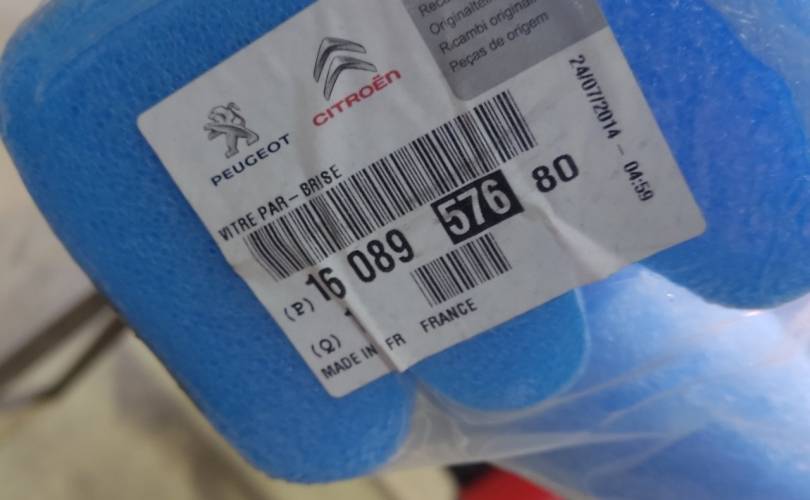 Originalteile
Ricambi originali
Peças de origem
PEUGEOT
CITROËN
24/07/2014 - 04:59
VITRE PAR-BRISE
(P) 16 089 576 80
(Q)
MADE IN FR FRANCE